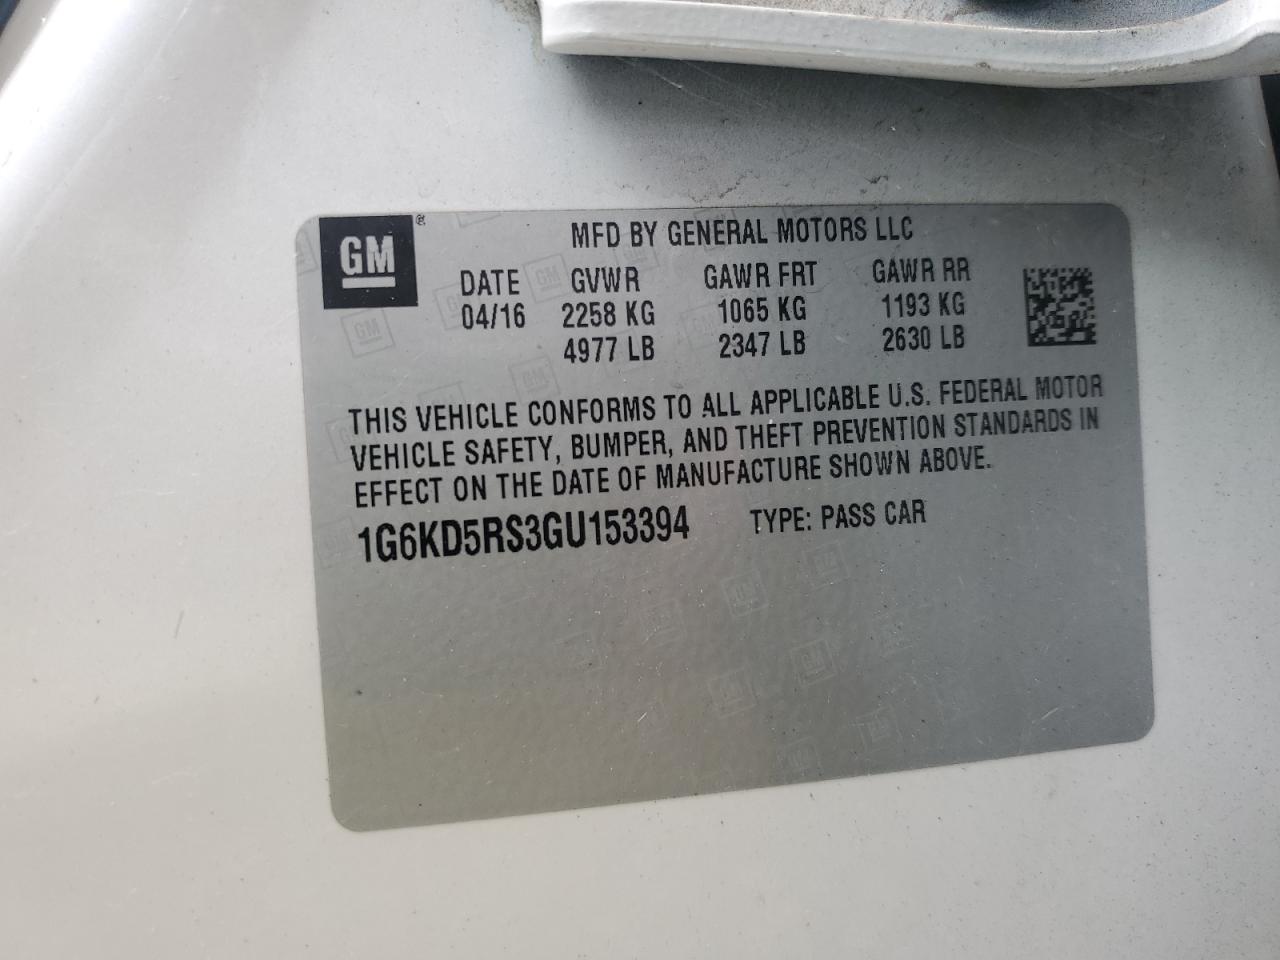 GM®
MFD BY GENERAL MOTORS LLC
DATE GVWR GAWR FRT GAWR RR
04/16 2258 KG 1065 KG 1193 KG
4977 LB 2347 LB 2630 LB
THIS VEHICLE CONFORMS TO ALL APPLICABLE U.S. FEDERAL MOTOR
VEHICLE SAFETY, BUMPER, AND THEFT PREVENTION STANDARDS IN
EFFECT ON THE DATE OF MANUFACTURE SHOWN ABOVE.
1G6KD5RS3GU153394 TYPE: PASS CAR